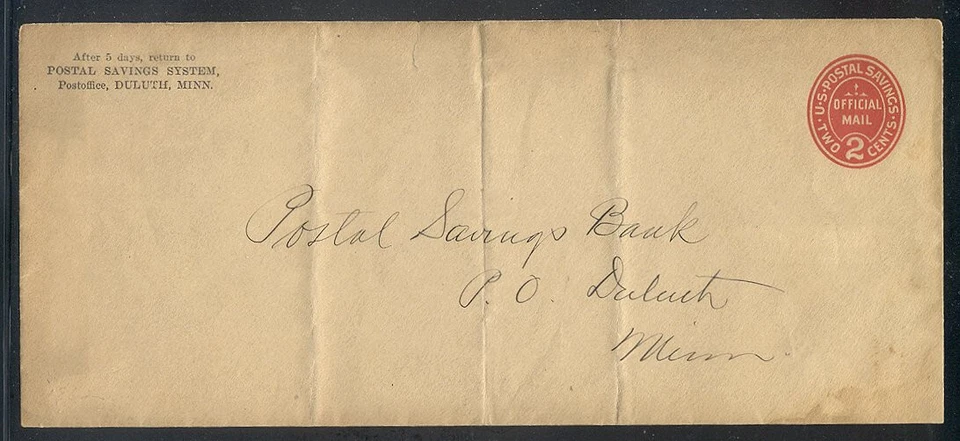 After 5 days, return to
POSTAL SAVINGS SYSTEM,
Postoffice, DULUTH, MINN.
U.S. POSTAL SAVINGS
OFFICIAL
MAIL
2
TWO CENTS
Postal Savings Bank
P. O. Duluth
Minn